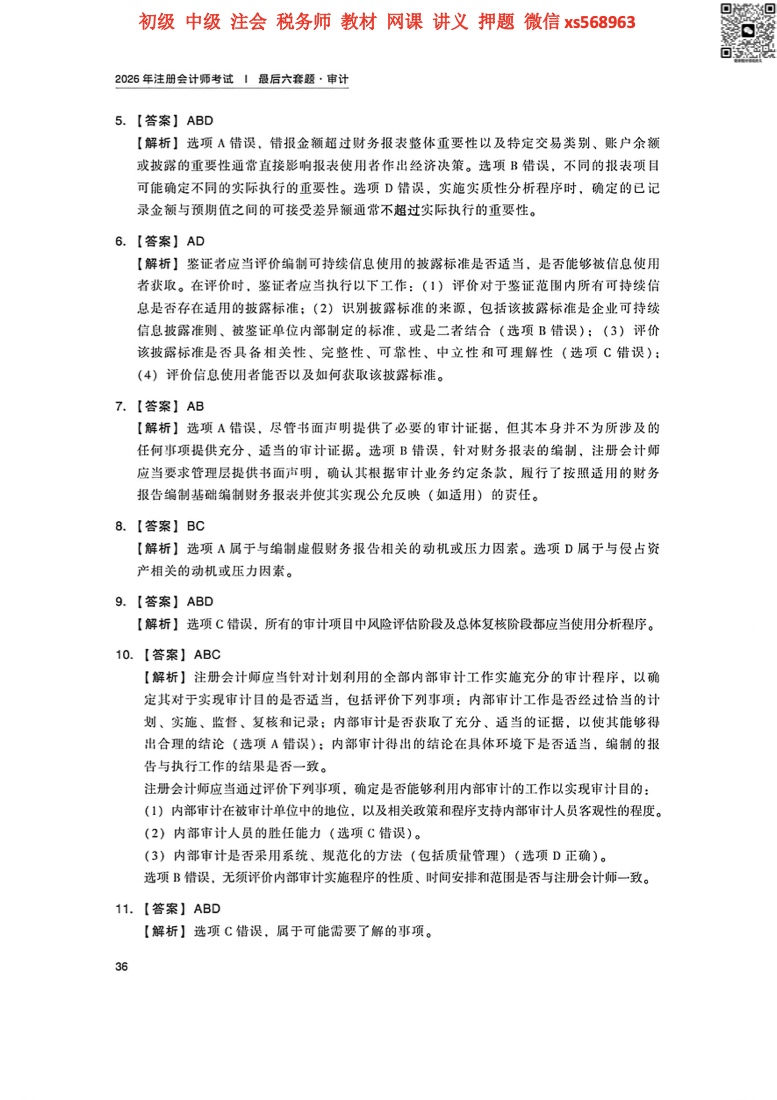 初级 中级 注会 税务师 教材 网课 讲义 押题 微信 xs568963
2026 年注册会计师考试 | 最后六套题·审计
5. 【答案】 ABD
【解析】 选项 A 错误，错报金额超过财务报表整体重要性以及特定交易类别、账户余额
或披露的重要性通常直接影响报表使用者作出经济决策。选项 B 错误，不同的报表项目
可能确定不同的实际执行的重要性。选项 D 错误，实施实质性分析程序时，确定的已记
录金额与预期值之间的可接受差异额通常不超过实际执行的重要性。
6. 【答案】 AD
【解析】 鉴证者应当评价编制可持续信息使用的披露标准是否适当，是否能够被信息使用
者获取。在评价时，鉴证者应当执行以下工作：（1） 评价对于鉴证范围内所有可持续信
息是否存在适用的披露标准；（2） 识别披露标准的来源，包括该披露标准是企业可持续
信息披露准则、被鉴证单位内部制定的标准，或是二者结合（选项 B 错误）；（3） 评价
该披露标准是否具备相关性、完整性、可靠性、中立性和可理解性（选项 C 错误）；
（4） 评价信息使用者能否以及如何获取该披露标准。
7. 【答案】 AB
【解析】 选项 A 错误，尽管书面声明提供了必要的审计证据，但其本身并不为所涉及的
任何事项提供充分、适当的审计证据。选项 B 错误，针对财务报表的编制，注册会计师
应当要求管理层提供书面声明，确认其根据审计业务约定条款，履行了按照适用的财务
报告编制基础编制财务报表并使其实现公允反映（如适用）的责任。
8. 【答案】 BC
【解析】 选项 A 属于与编制虚假财务报告相关的动机或压力因素。选项 D 属于与侵占资
产相关的动机或压力因素。
9. 【答案】 ABD
【解析】 选项 C 错误，所有的审计项目中风险评估阶段及总体复核阶段都应当使用分析程序。
10. 【答案】 ABC
【解析】 注册会计师应当针对计划利用的全部内部审计工作实施充分的审计程序，以确
定其对于实现审计目的是否适当，包括评价下列事项：内部审计工作是否经过恰当的计
划、实施、监督、复核和记录；内部审计是否获取了充分、适当的证据，以使其能够得
出合理的结论（选项 A 错误）；内部审计得出的结论在具体环境下是否适当，编制的报
告与执行工作的结果是否一致。
注册会计师应当通过评价下列事项，确定是否能够利用内部审计的工作以实现审计目的：
（1） 内部审计在被审计单位中的地位，以及相关政策和程序支持内部审计人员客观性的程度。
（2） 内部审计人员的胜任能力（选项 C 错误）。
（3） 内部审计是否采用系统、规范化的方法（包括质量管理）（选项 D 正确）。
选项 B 错误，无须评价内部审计实施程序的性质、时间安排和范围是否与注册会计师一致。
11. 【答案】 ABD
【解析】 选项 C 错误，属于可能需要了解的事项。
36